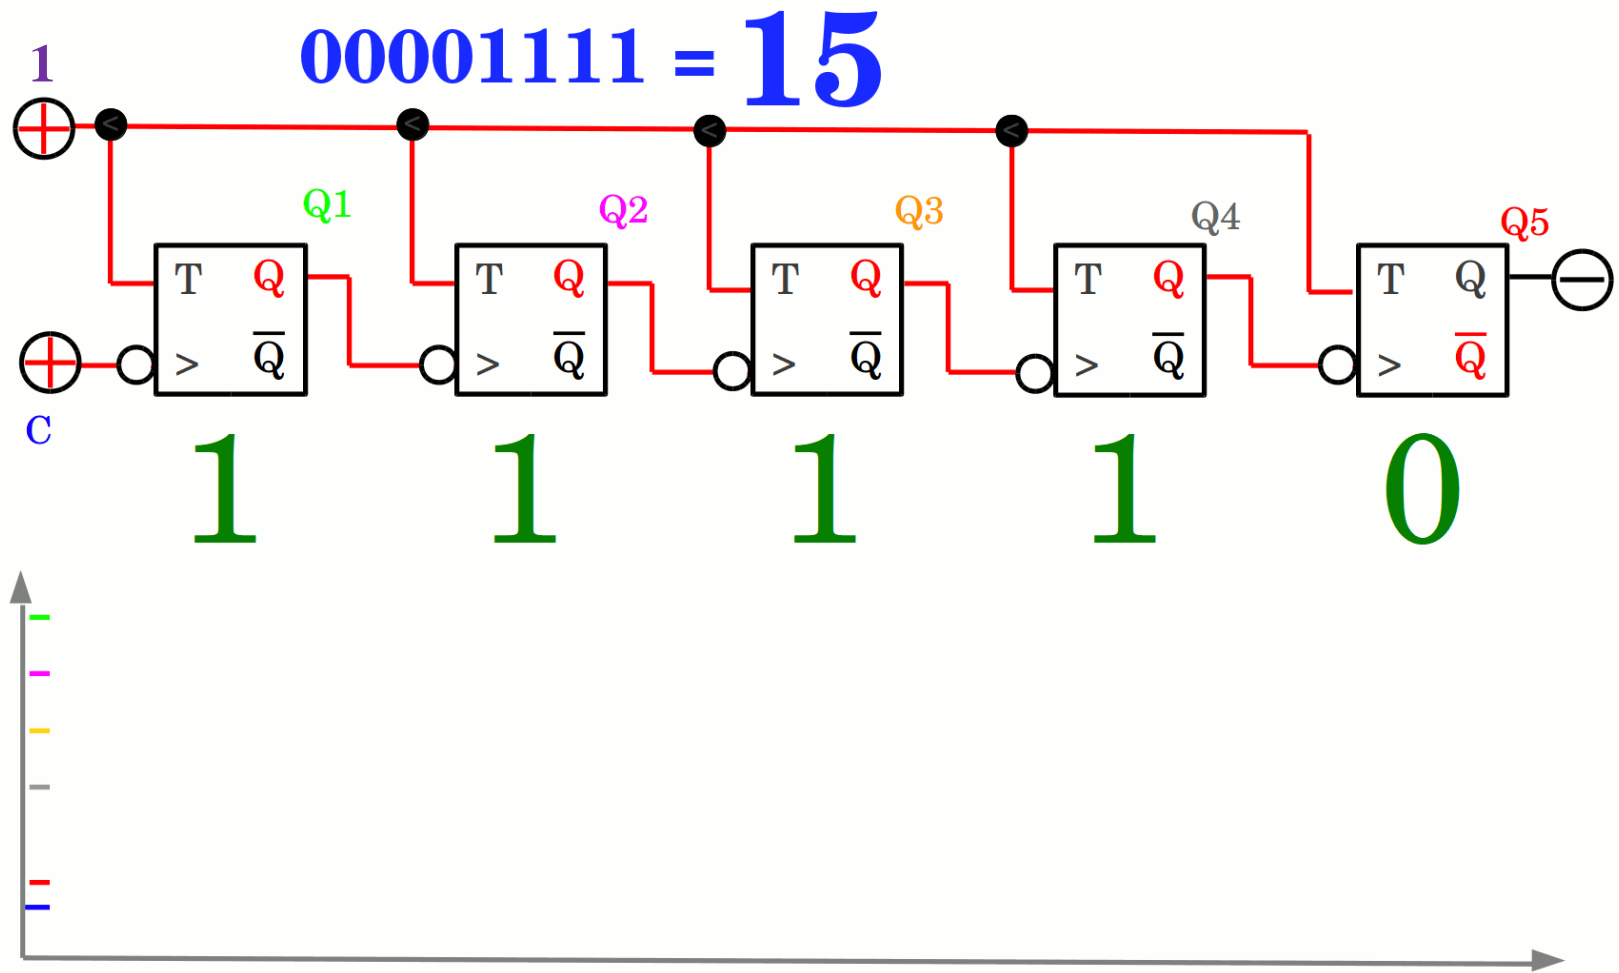 1
00001111 = 15
< < < <
Q1 Q2 Q3 Q4 Q5
T Q T Q T Q T Q T Q
> Q̅ > Q̅ > Q̅ > Q̅ > Q̅
C
1 1 1 1 0